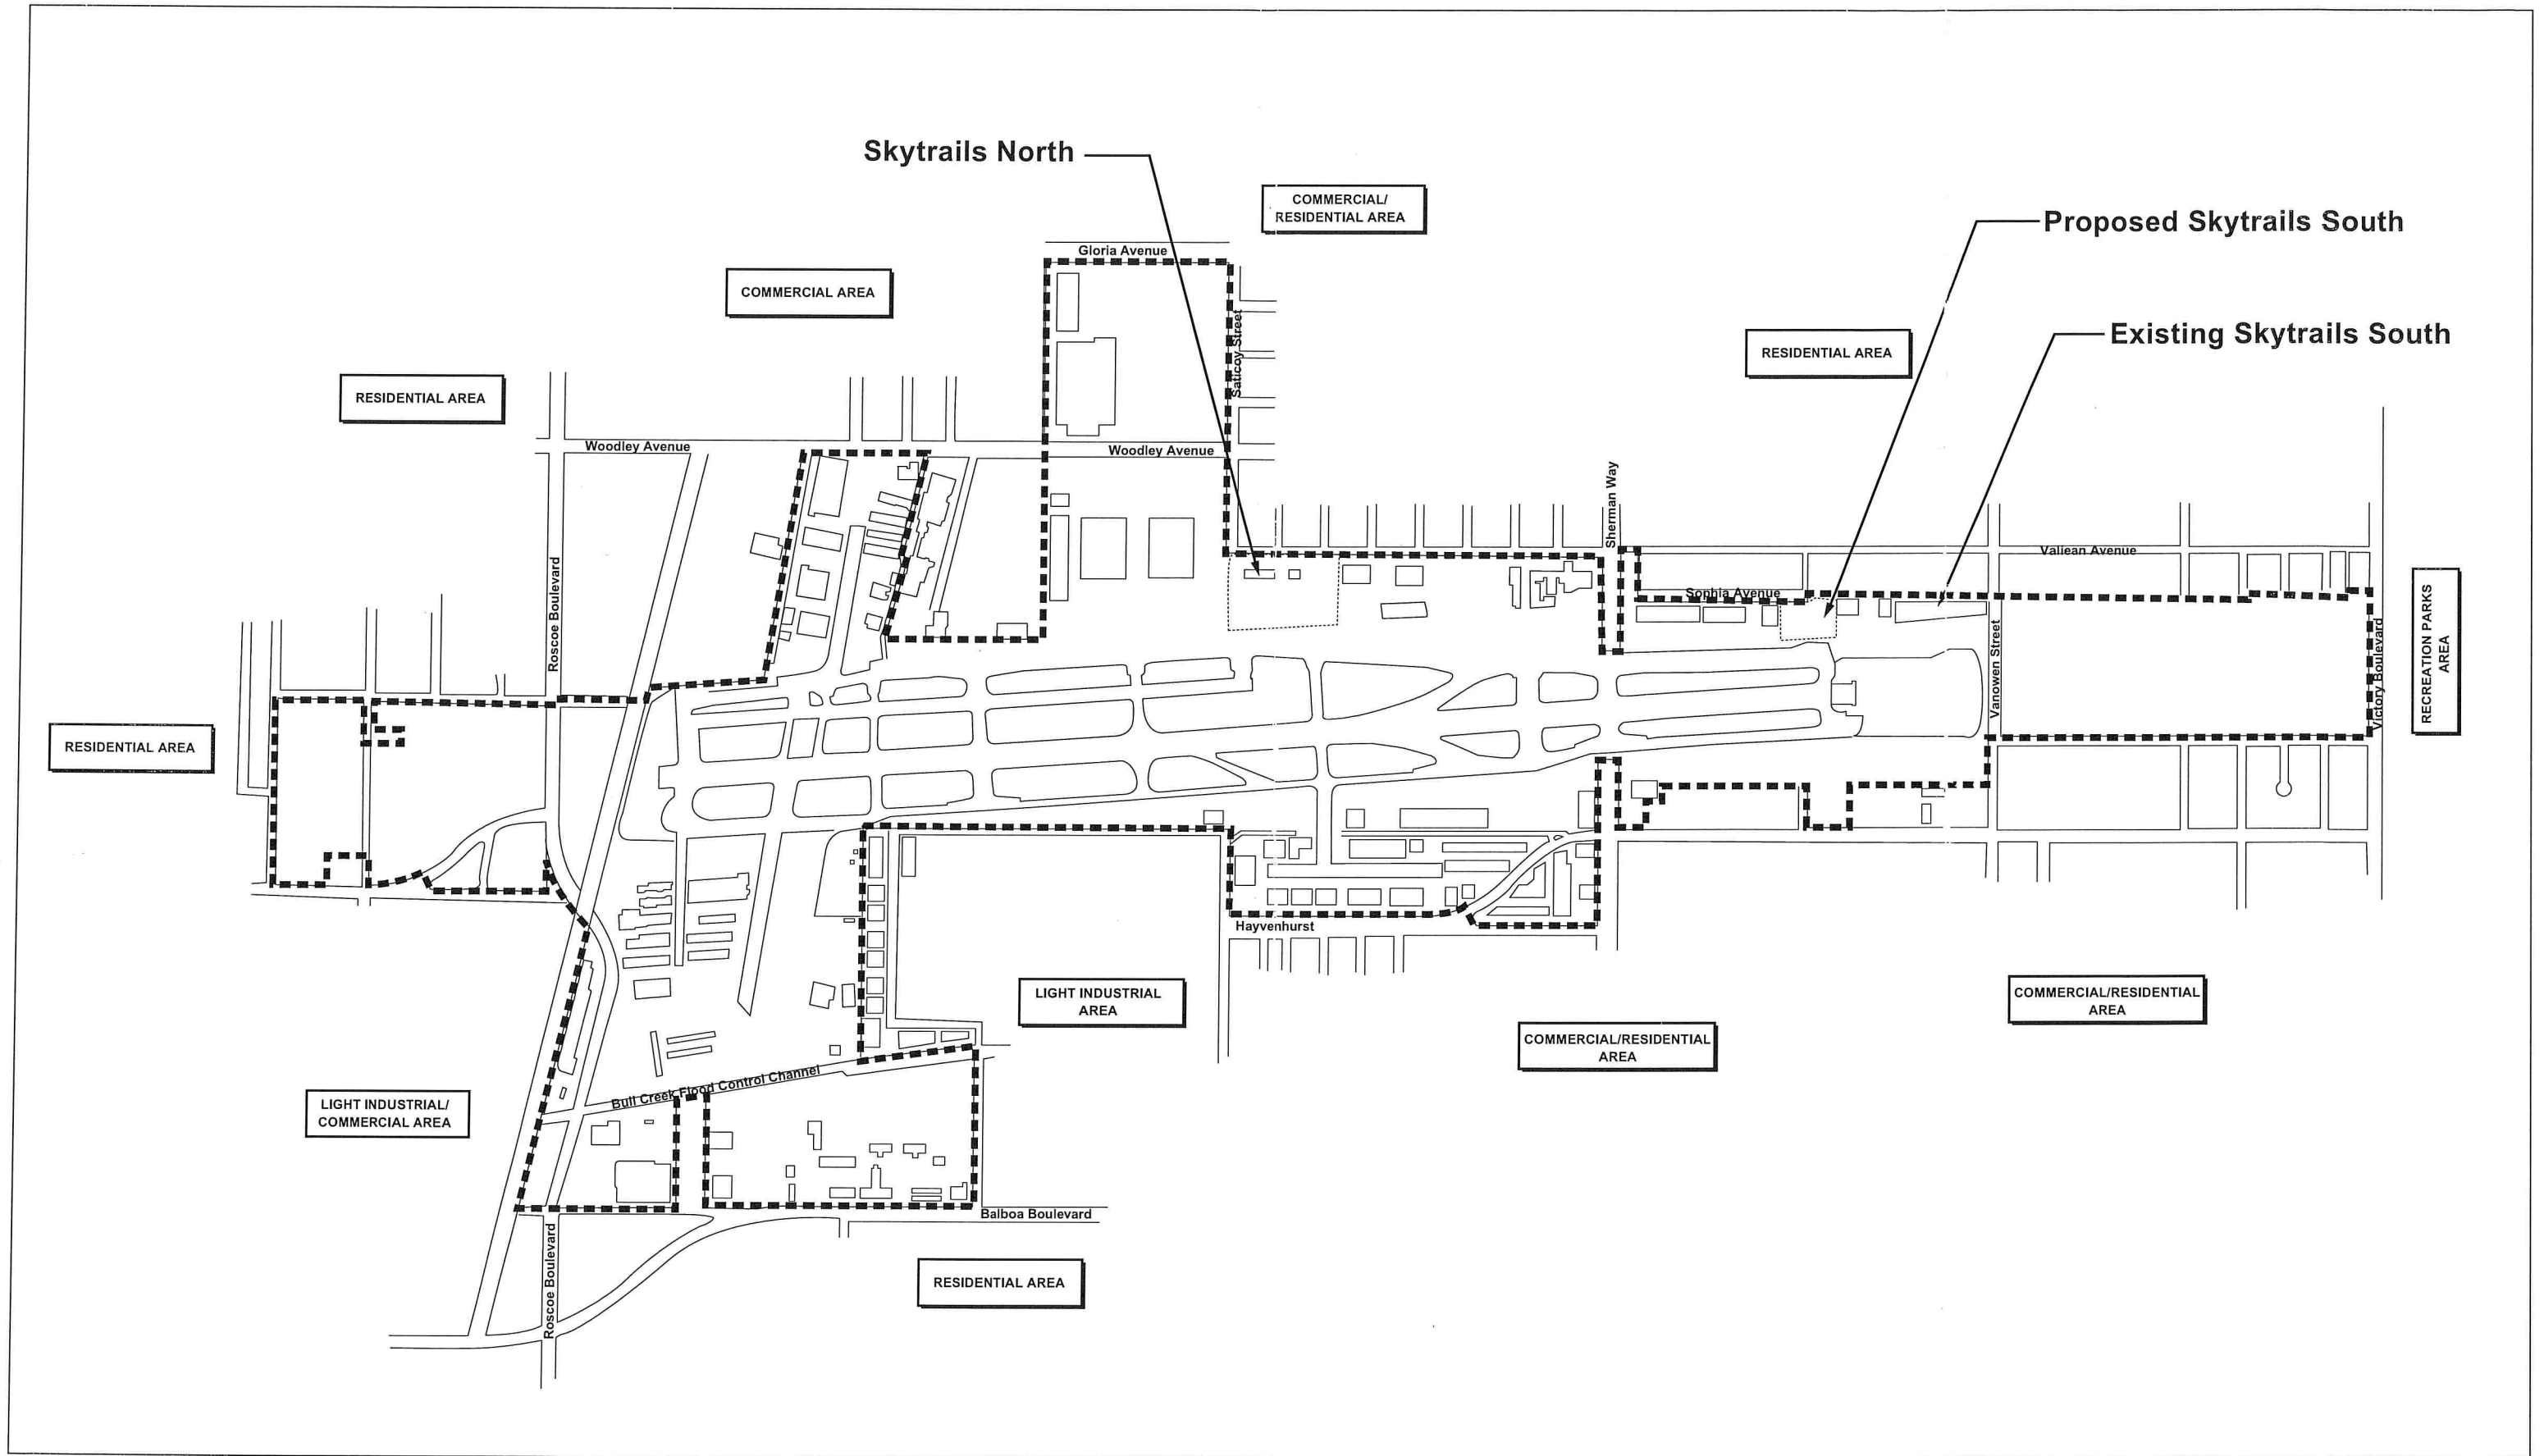 Skytrails North
COMMERCIAL/
RESIDENTIAL AREA
Proposed Skytrails South
Gloria Avenue
COMMERCIAL AREA
Existing Skytrails South
Saticoy Street
RESIDENTIAL AREA
RESIDENTIAL AREA
Woodley Avenue
Woodley Avenue
Sherman Way
Valjean Avenue
Sophia Avenue
Roscoe Boulevard
RECREATION PARKS
AREA
Vanowen Street
Victory Boulevard
RESIDENTIAL AREA
Hayvenhurst
LIGHT INDUSTRIAL
AREA
COMMERCIAL/RESIDENTIAL
AREA
COMMERCIAL/RESIDENTIAL
AREA
Bull Creek Flood Control Channel
LIGHT INDUSTRIAL/
COMMERCIAL AREA
Balboa Boulevard
Roscoe Boulevard
RESIDENTIAL AREA